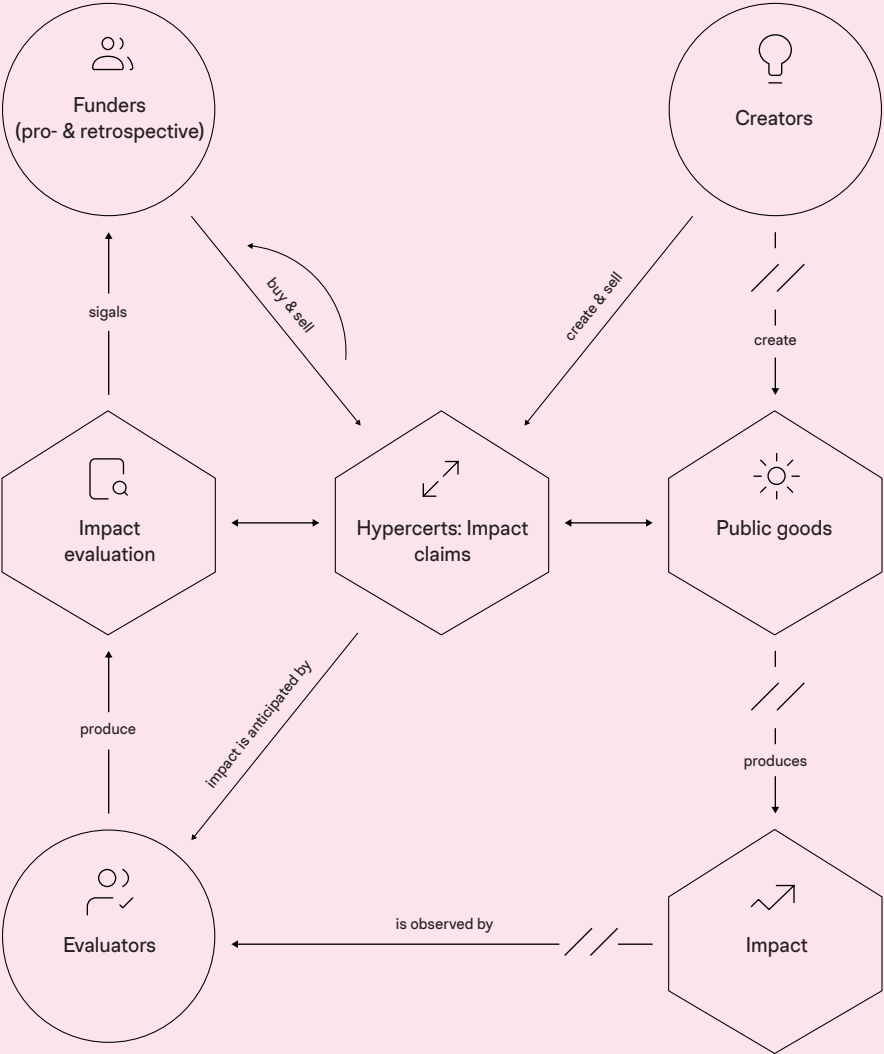 Funders
(pro- & retrospective)
Creators
buy & sell
create & sell
sigals
create
Impact
evaluation
Hypercerts: Impact
claims
Public goods
impact is anticipated by
produce
produces
is observed by
Evaluators
Impact